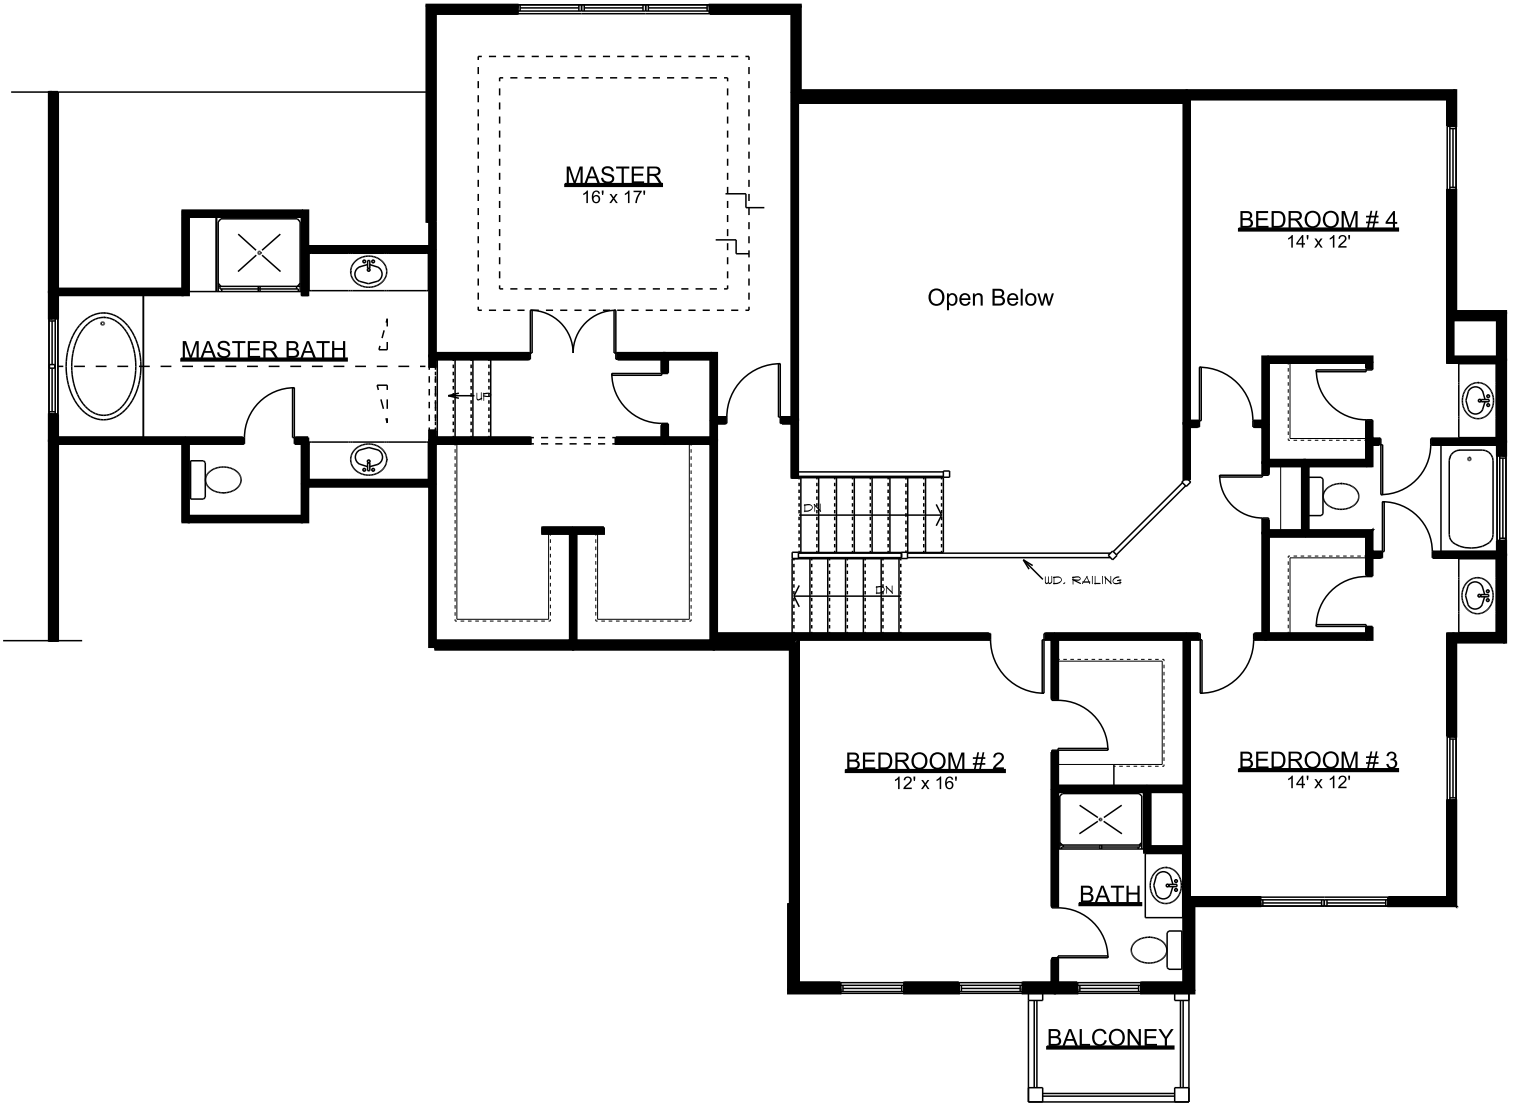 MASTER
16' x 17'
BEDROOM # 4
14' x 12'
Open Below
MASTER BATH
UP
DN
WD. RAILING
DN
BEDROOM # 2
12' x 16'
BEDROOM # 3
14' x 12'
BATH
BALCONEY